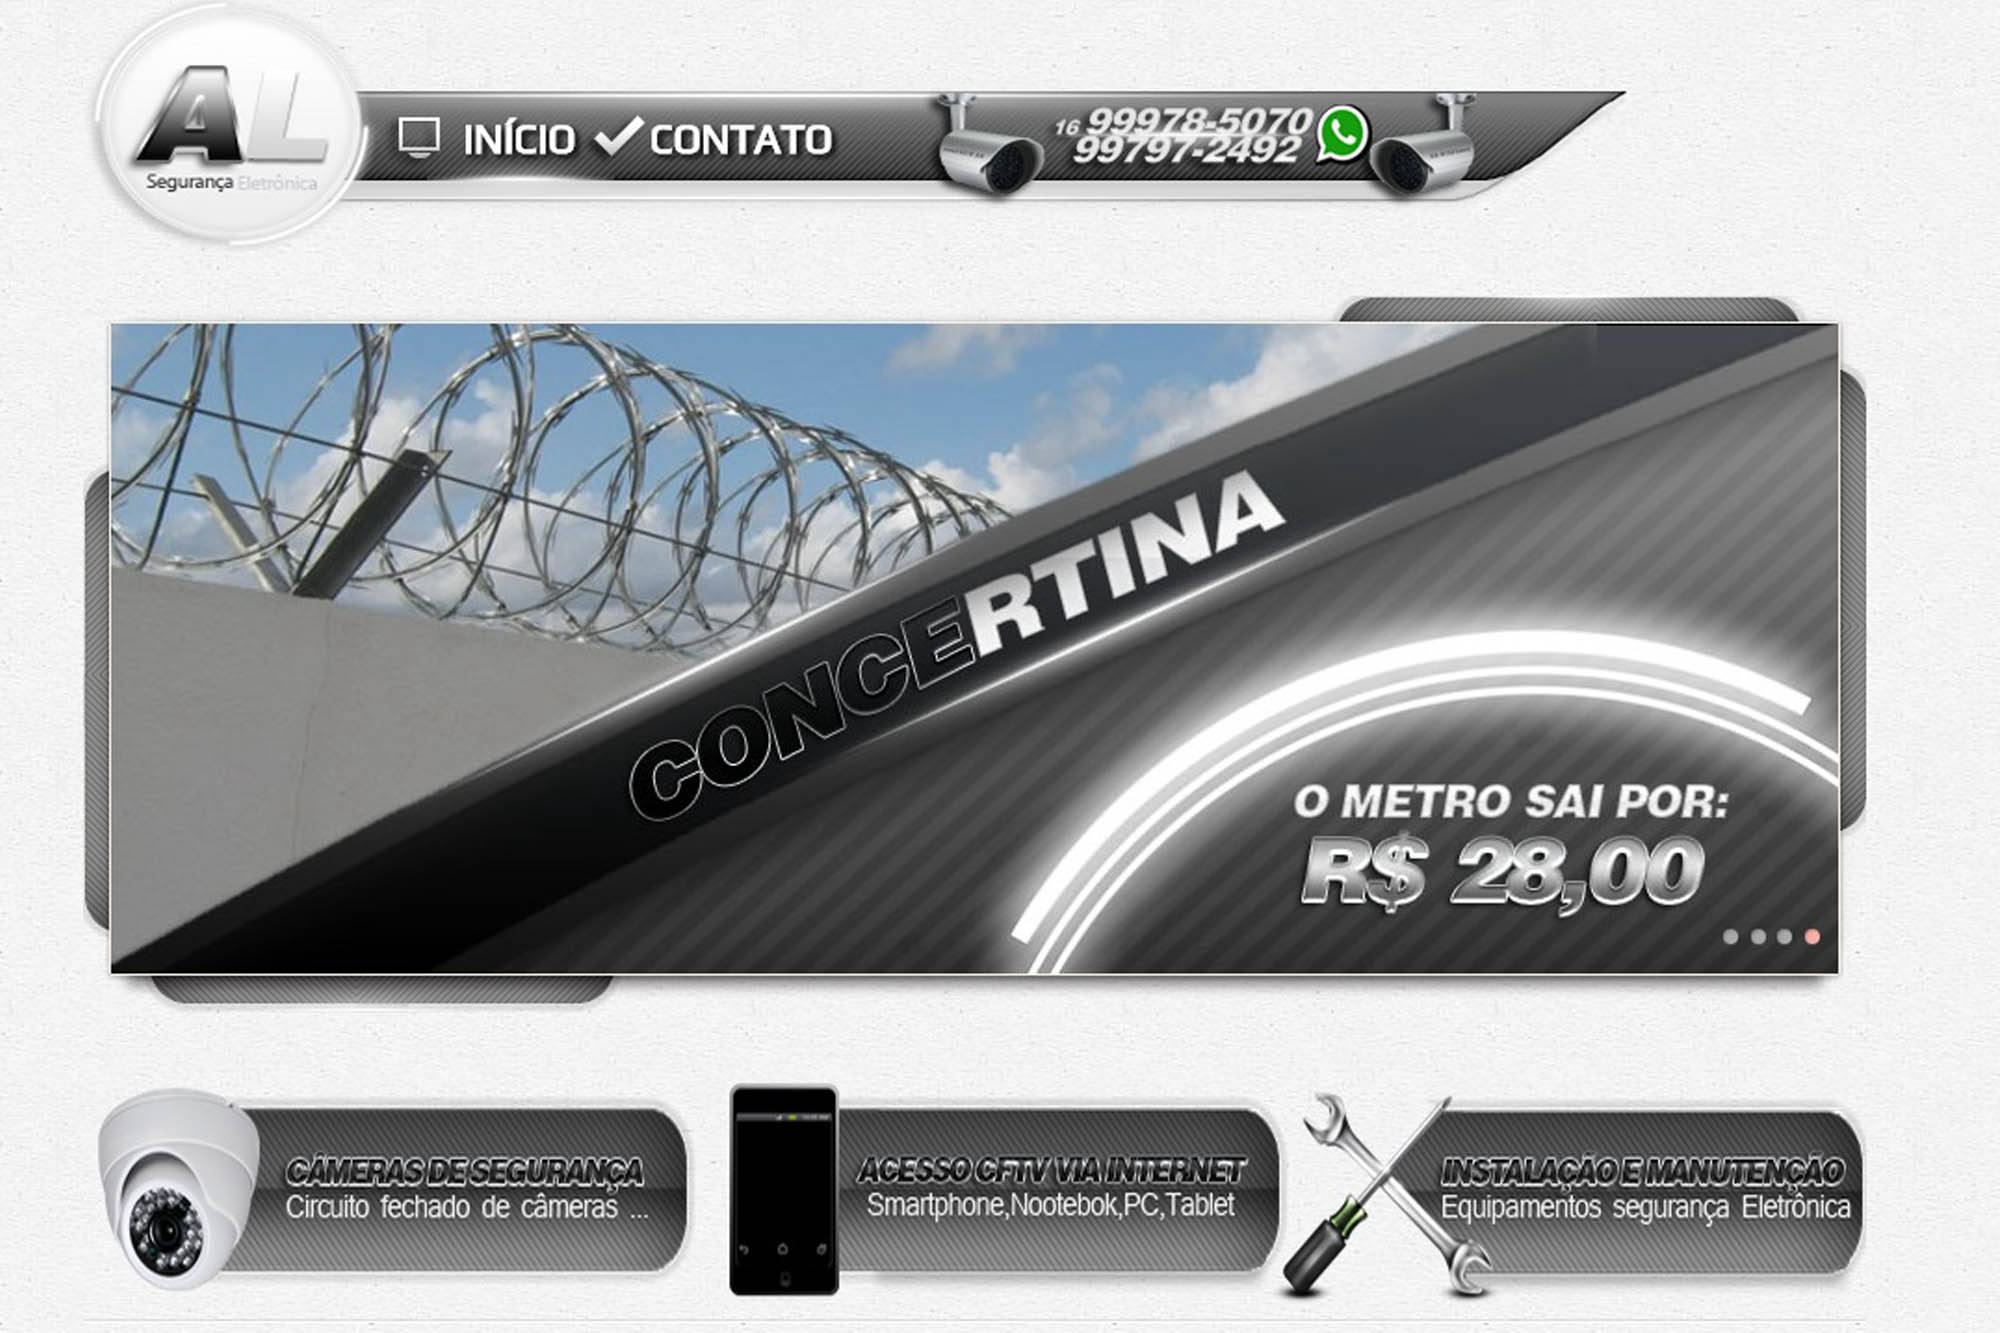 AL
Segurança Eletrônica
INÍCIO CONTATO
16 99978-5070
99797-2492
CONCERTINA
O METRO SAI POR:
R$ 28,00
CÂMERAS DE SEGURANÇA
Circuito fechado de câmeras ...
ACESSO CFTV VIA INTERNET
Smartphone,Nootebok,PC,Tablet
INSTALAÇÃO E MANUTENÇÃO
Equipamentos segurança Eletrônica